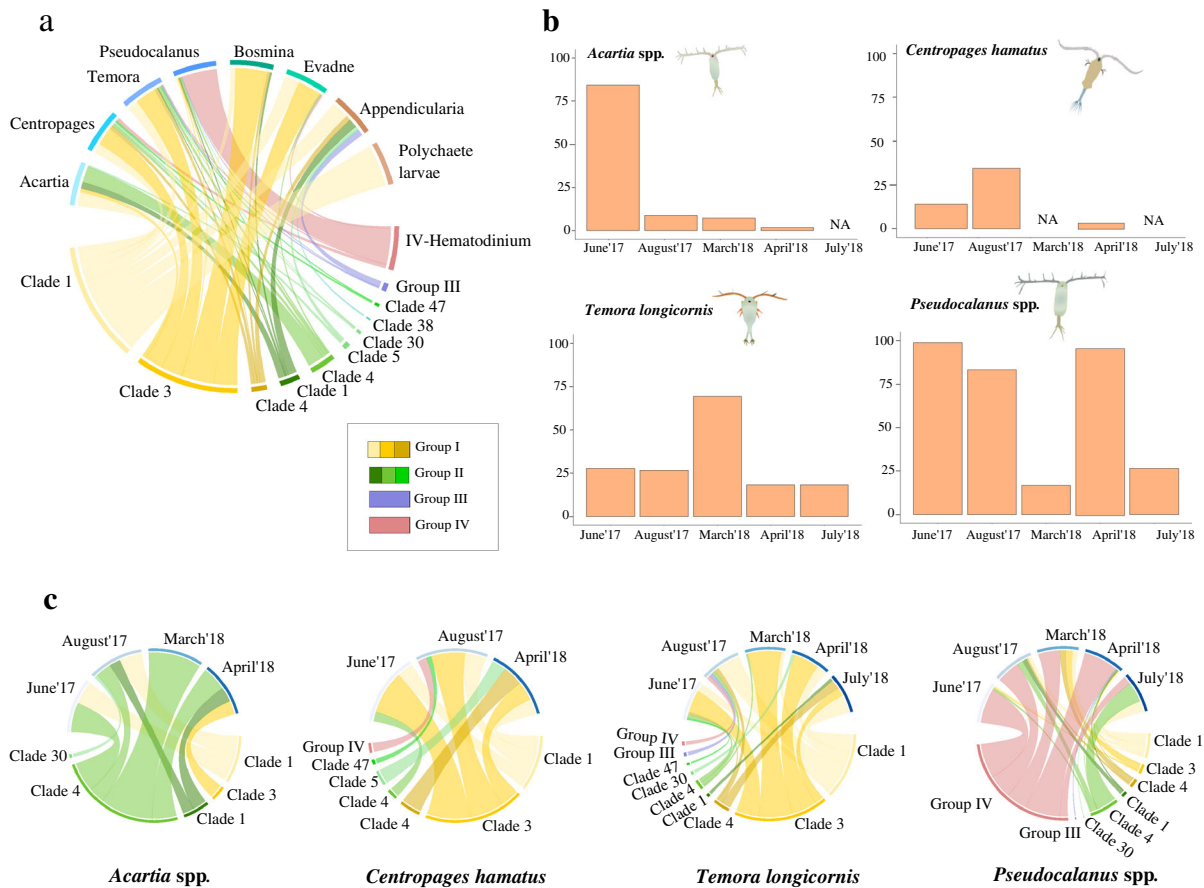 a
Pseudocalanus
Bosmina
Temora
Evadne
Centropages
Appendicularia
Acartia
Polychaete
larvae
IV-Hematodinium
Group III
Clade 47
Clade 38
Clade 30
Clade 5
Clade 4
Clade 1
Clade 4
Clade 3
Clade 1
Group I
Group II
Group III
Group IV
b
Acartia spp.
100
75
50
25
0
NA
June'17
August'17
March'18
April'18
July'18
Centropages hamatus
100
75
50
25
0
NA
NA
June'17
August'17
March'18
April'18
July'18
Temora longicornis
100
75
50
25
0
June'17
August'17
March'18
April'18
July'18
Pseudocalanus spp.
100
75
50
25
0
June'17
August'17
March'18
April'18
July'18
c
August'17
March'18
June'17
April'18
Clade 30
Clade 4
Clade 1
Clade 3
Clade 1
Acartia spp.
August'17
June'17
April'18
Group IV
Clade 47
Clade 5
Clade 4
Clade 4
Clade 3
Clade 1
Centropages hamatus
March'18
August'17
April'18
June'17
July'18
Group IV
Group III
Clade 47
Clade 30
Clade 4
Clade 1
Clade 4
Clade 3
Clade 1
Temora longicornis
March'18
August'17
April'18
June'17
July'18
Group IV
Group III
Clade 30
Clade 4
Clade 1
Clade 4
Clade 3
Clade 1
Pseudocalanus spp.